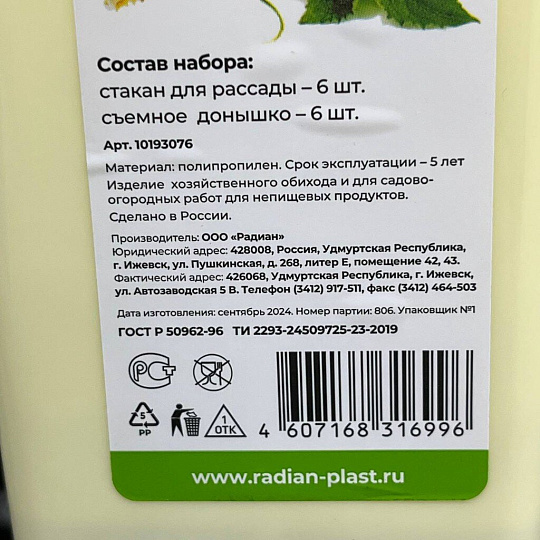 Состав набора:
стакан для рассады – 6 шт.
съемное донышко – 6 шт.
Арт. 10193076
Материал: полипропилен. Срок эксплуатации – 5 лет
Изделие хозяйственного обихода и для садово-
огородных работ для непищевых продуктов.
Сделано в России.
Производитель: ООО «Радиан»
Юридический адрес: 428008, Россия, Удмуртская Республика,
г. Ижевск, ул. Пушкинская, д. 268, литер Е, помещение 42, 43.
Фактический адрес: 426068, Удмуртская Республика, г. Ижевск,
ул. Автозаводская 5 В. Телефон (3412) 917-511, факс (3412) 464-503
Дата изготовления: сентябрь 2024. Номер партии: 806. Упаковщик №1
ГОСТ Р 50962-96 ТИ 2293-24509725-23-2019
РСТ
5
PP
1
ОТК
4 607168 316996
www.radian-plast.ru